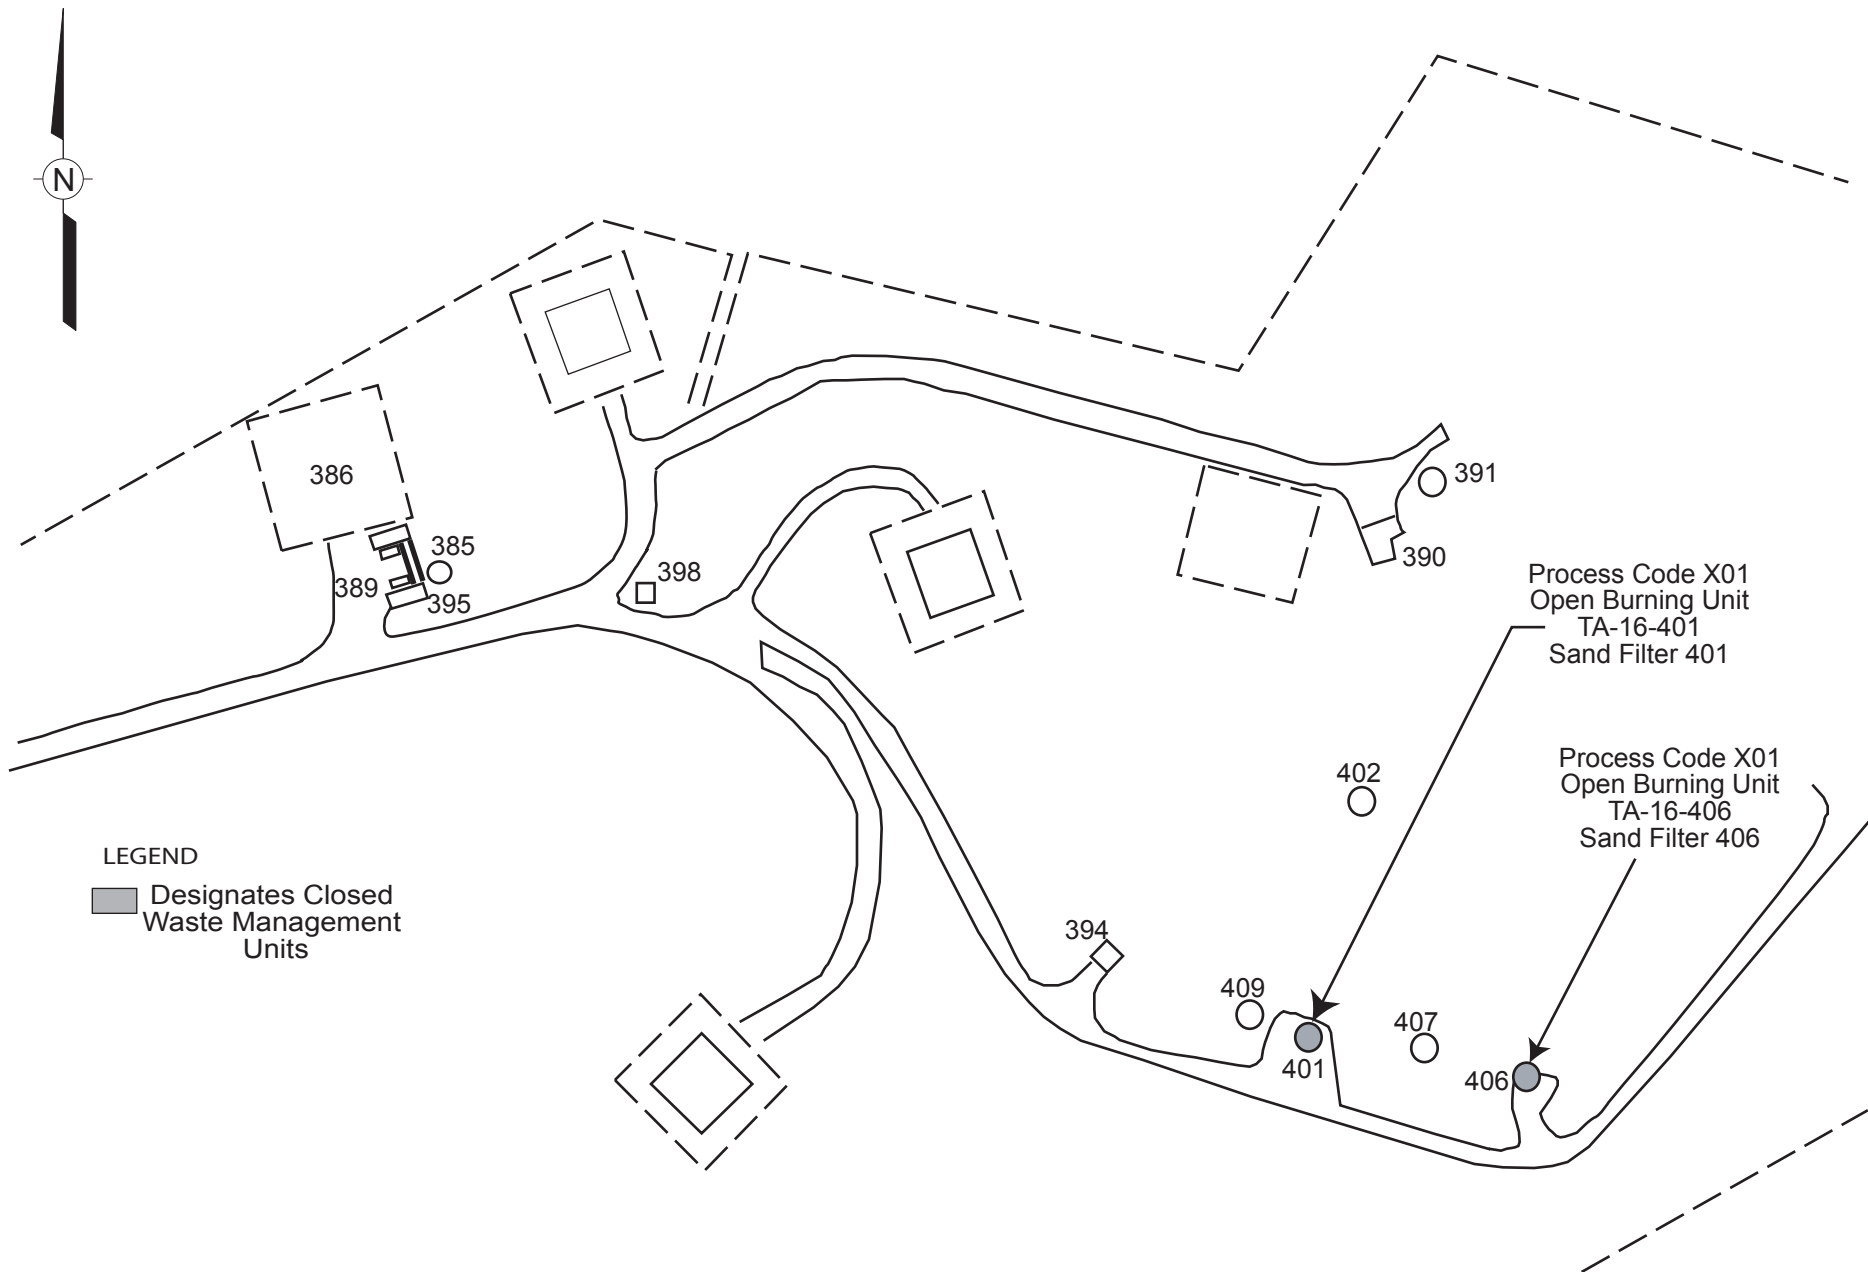 N
386
385
389
395
398
391
390
Process Code X01
Open Burning Unit
TA-16-401
Sand Filter 401
402
Process Code X01
Open Burning Unit
TA-16-406
Sand Filter 406
LEGEND
Designates Closed
Waste Management
Units
394
409
401
407
406